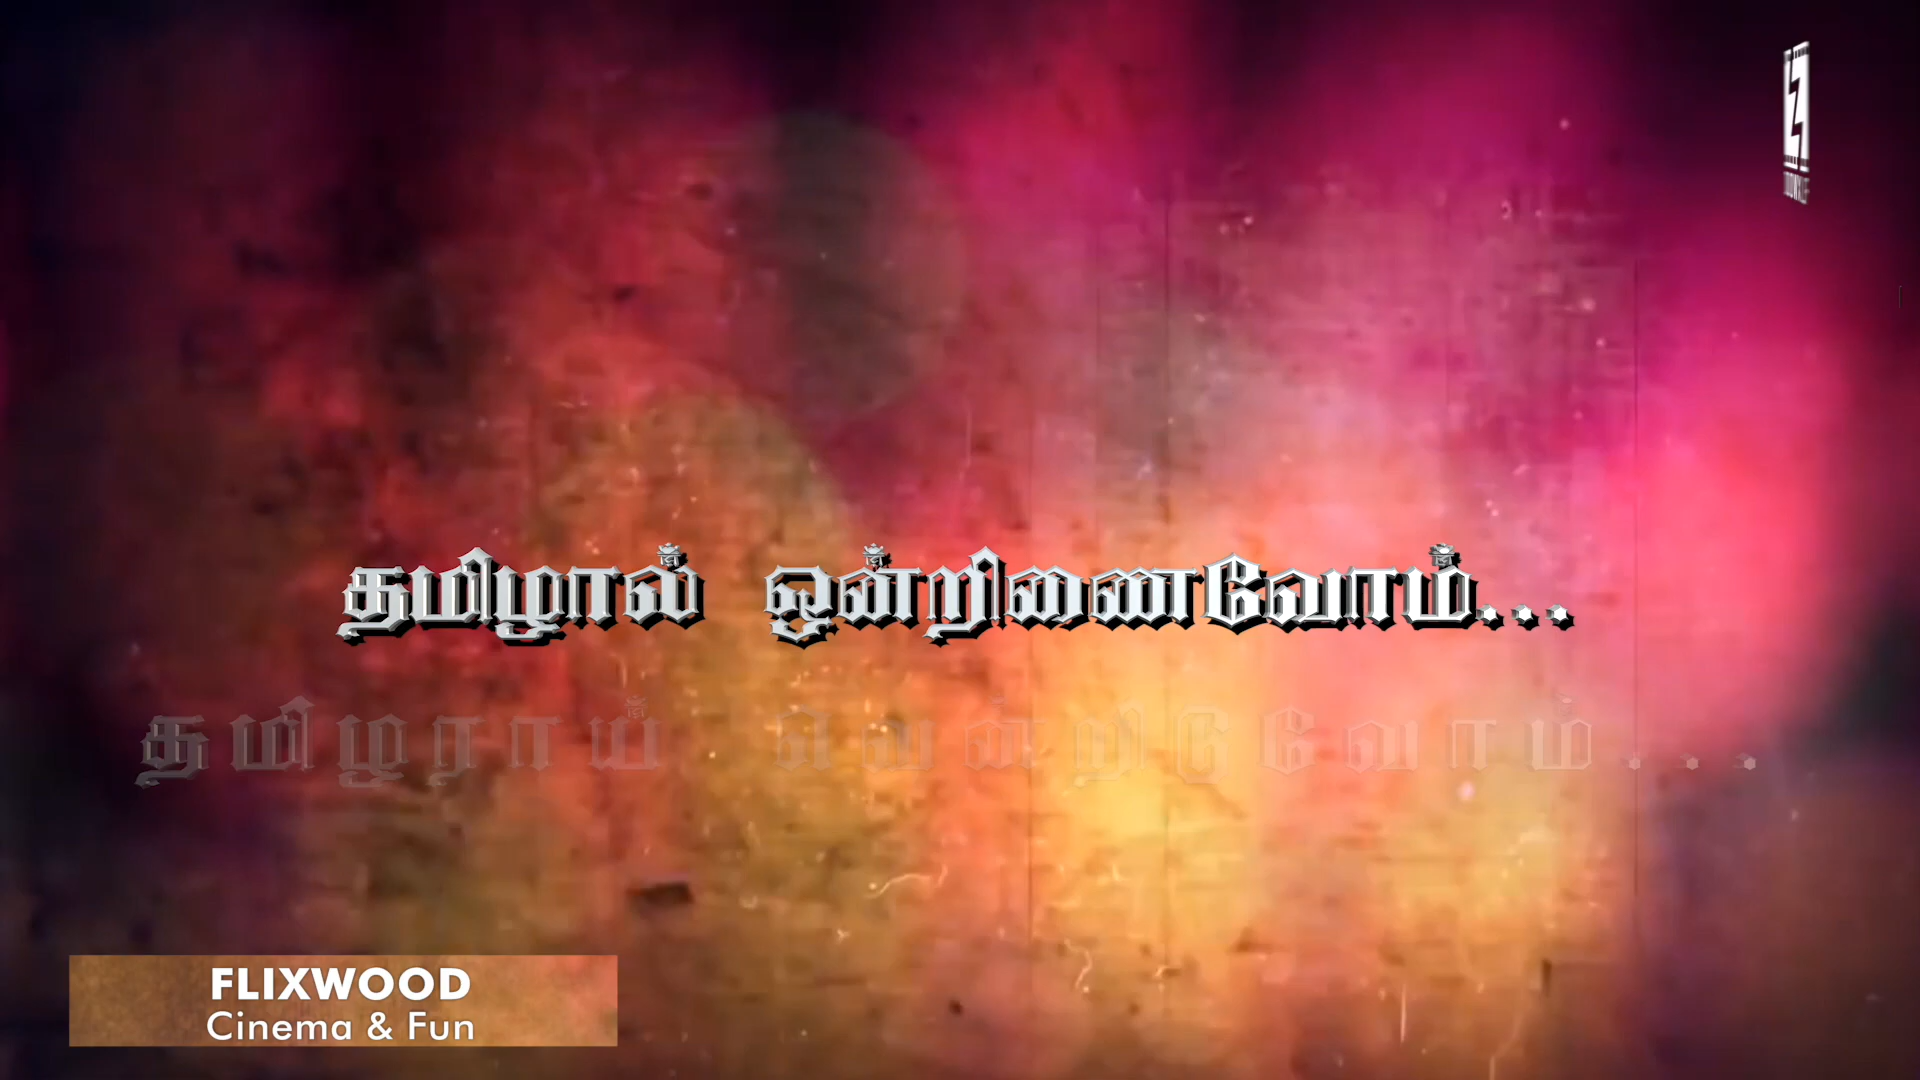 தமிழால் ஒன்றிணைவோம்...
தமிழராய் வென்றிடுவோம்...
FLIXWOOD
Cinema & Fun